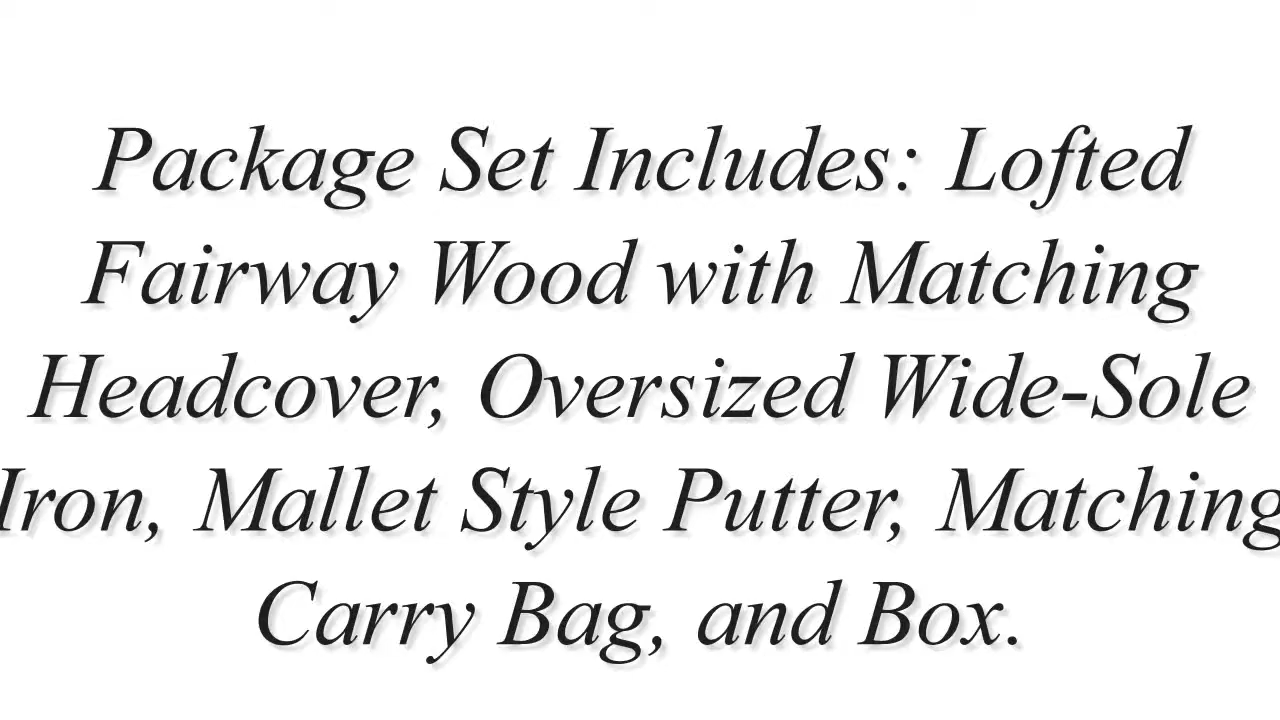 Package Set Includes: Lofted
Fairway Wood with Matching
Headcover, Oversized Wide-Sole
Iron, Mallet Style Putter, Matching
Carry Bag, and Box.